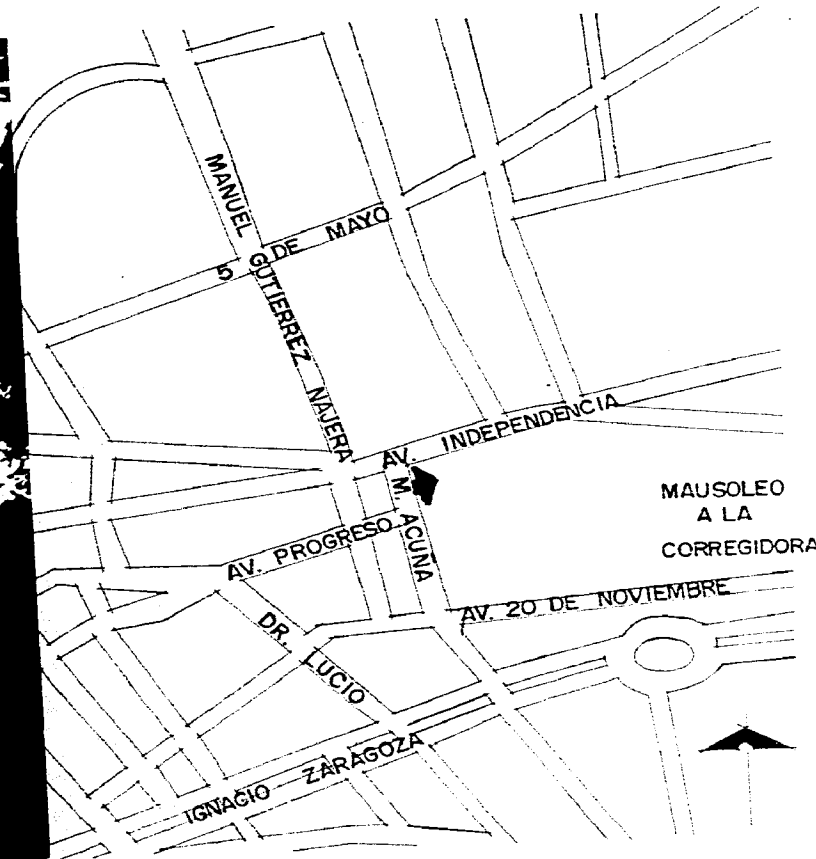 MANUEL GUTIERREZ NAJERA
5 DE MAYO
AV. INDEPENDENCIA
M. ACUÑA
MAUSOLEO
A LA
CORREGIDORA
AV. PROGRESO
AV. 20 DE NOVIEMBRE
DR. LUCIO
IGNACIO ZARAGOZA